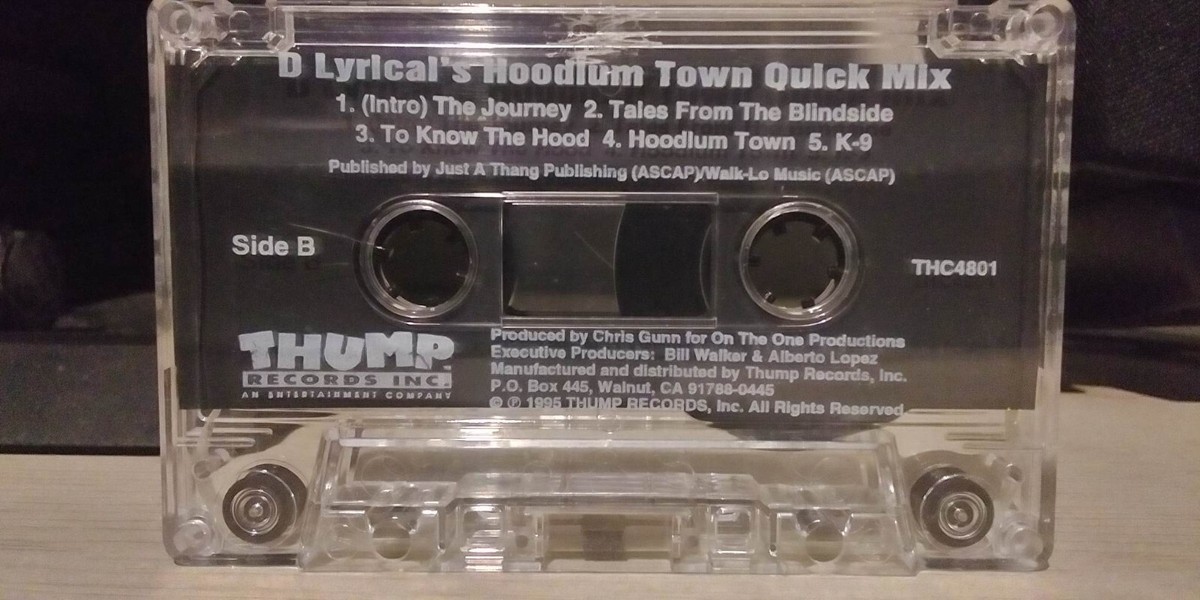 D Lyrical's Hoodlum Town Quick Mix
1. (Intro) The Journey 2. Tales From The Blindside
3. To Know The Hood 4. Hoodlum Town 5. K-9
Published by Just A Thang Publishing (ASCAP)/Walk-Lo Music (ASCAP)
Side B
THC4801
THUMP
RECORDS INC.
AN ENTERTAINMENT COMPANY
Produced by Chris Gunn for On The One Productions
Executive Producers: Bill Walker & Alberto Lopez
Manufactured and distributed by Thump Records, Inc.
P.O. Box 445, Walnut, CA 91788-0445
© ℗ 1995 THUMP RECORDS, Inc. All Rights Reserved